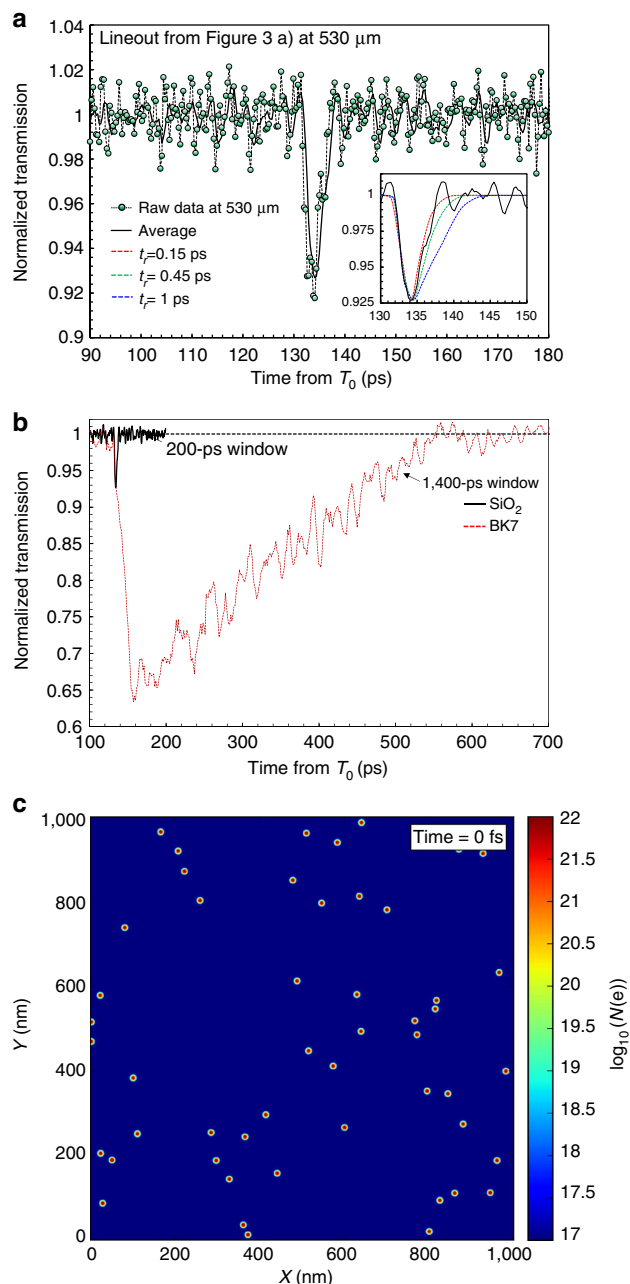 a
Lineout from Figure 3 a) at 530 μm
1.04
1.02
1
0.98
0.96
0.94
0.92
0.9
Normalized transmission
Raw data at 530 μm
Average
tr=0.15 ps
tr= 0.45 ps
tr= 1 ps
1
0.975
0.95
0.925
130 135 140 145 150
90 100 110 120 130 140 150 160 170 180
Time from T0 (ps)
b
1
0.95
0.9
0.85
0.8
0.75
0.7
0.65
0.6
Normalized transmission
200-ps window
1,400-ps window
SiO2
BK7
100 200 300 400 500 600 700
Time from T0 (ps)
c
1,000
800
600
400
200
0
Y (nm)
Time = 0 fs
0 200 400 600 800 1,000
X (nm)
22
21.5
21
20.5
20
19.5
19
18.5
18
17.5
17
log10(N(e))